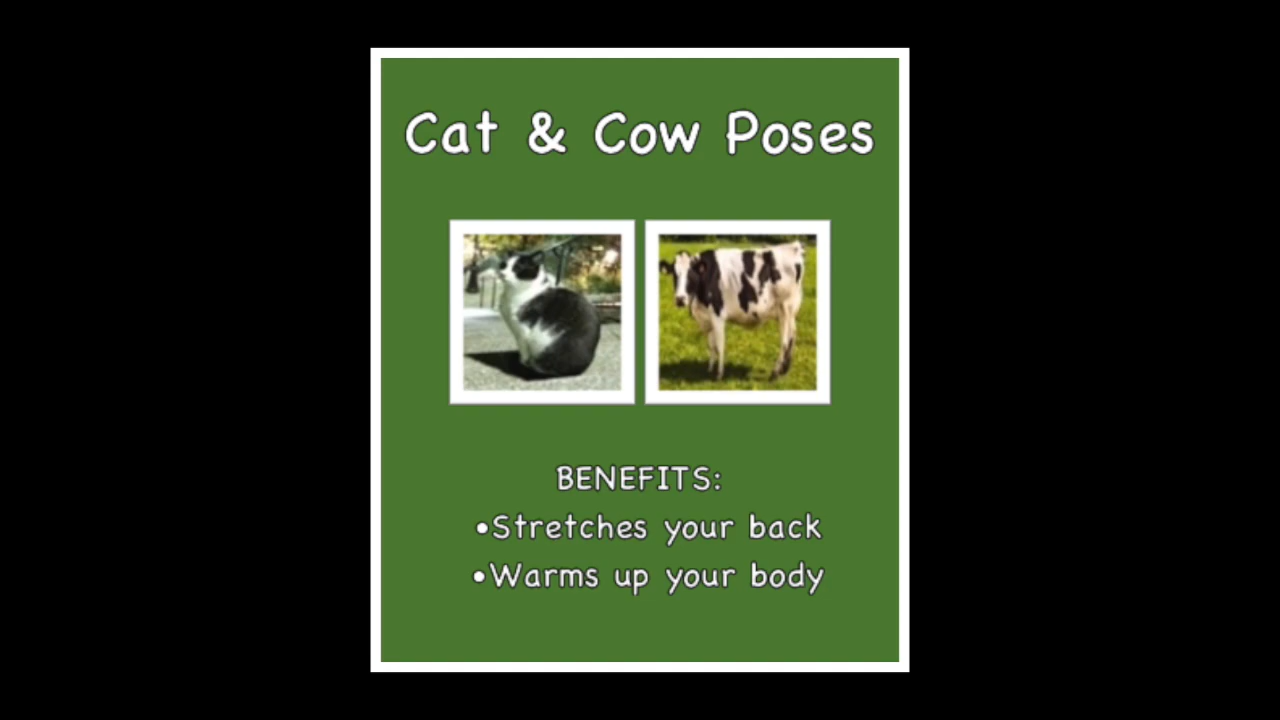 Cat & Cow Poses
BENEFITS:
•Stretches your back
•Warms up your body